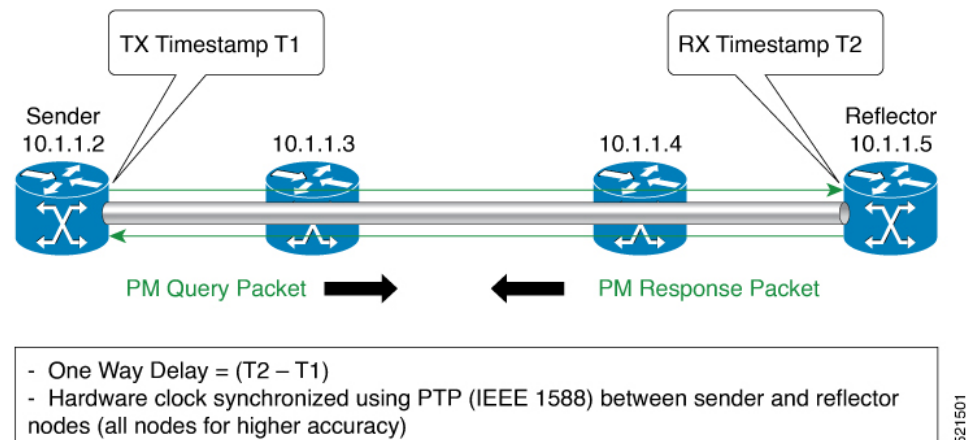 TX Timestamp T1
RX Timestamp T2
Sender
10.1.1.2
10.1.1.3
10.1.1.4
Reflector
10.1.1.5
PM Query Packet
PM Response Packet
- One Way Delay = (T2 – T1)
- Hardware clock synchronized using PTP (IEEE 1588) between sender and reflector
nodes (all nodes for higher accuracy)
521501